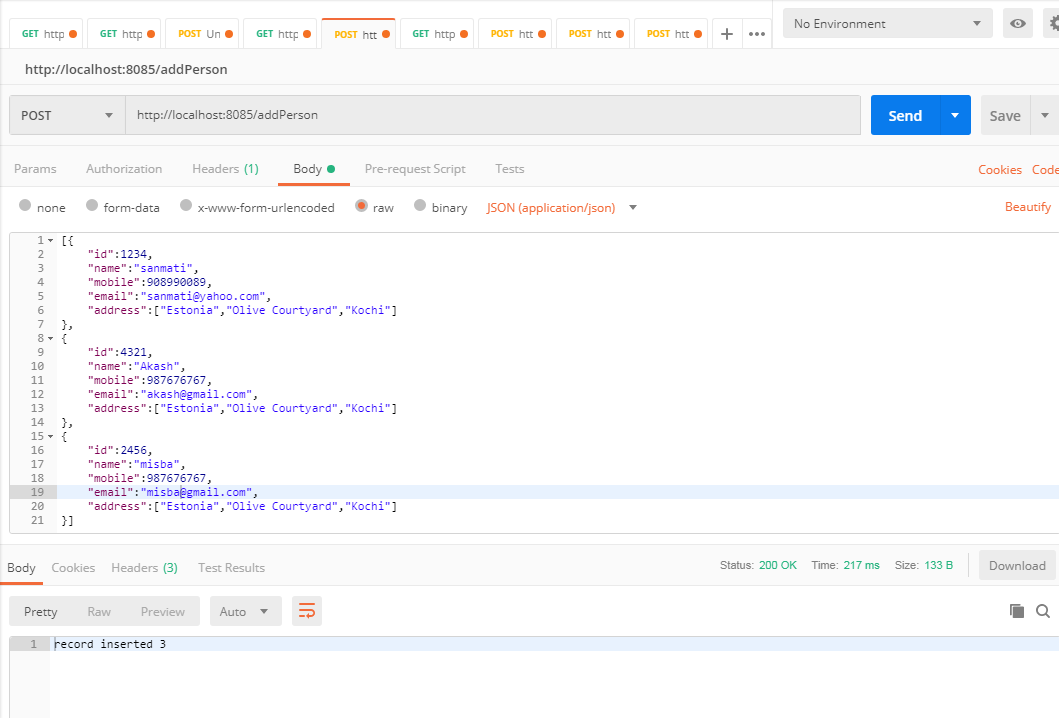 GET http GET http POST Un GET http POST htt GET http POST htt POST htt POST htt + ••• No Environment
http://localhost:8085/addPerson
POST http://localhost:8085/addPerson Send Save
Params Authorization Headers (1) Body Pre-request Script Tests Cookies Code
none form-data x-www-form-urlencoded raw binary JSON (application/json) Beautify
1 [{
2 "id":1234,
3 "name":"sanmati",
4 "mobile":908990089,
5 "email":"sanmati@yahoo.com",
6 "address":["Estonia","Olive Courtyard","Kochi"]
7 },
8 {
9 "id":4321,
10 "name":"Akash",
11 "mobile":987676767,
12 "email":"akash@gmail.com",
13 "address":["Estonia","Olive Courtyard","Kochi"]
14 },
15 {
16 "id":2456,
17 "name":"misba",
18 "mobile":987676767,
19 "email":"misba@gmail.com",
20 "address":["Estonia","Olive Courtyard","Kochi"]
21 }]
Body Cookies Headers (3) Test Results Status: 200 OK Time: 217 ms Size: 133 B Download
Pretty Raw Preview Auto
1 record inserted 3